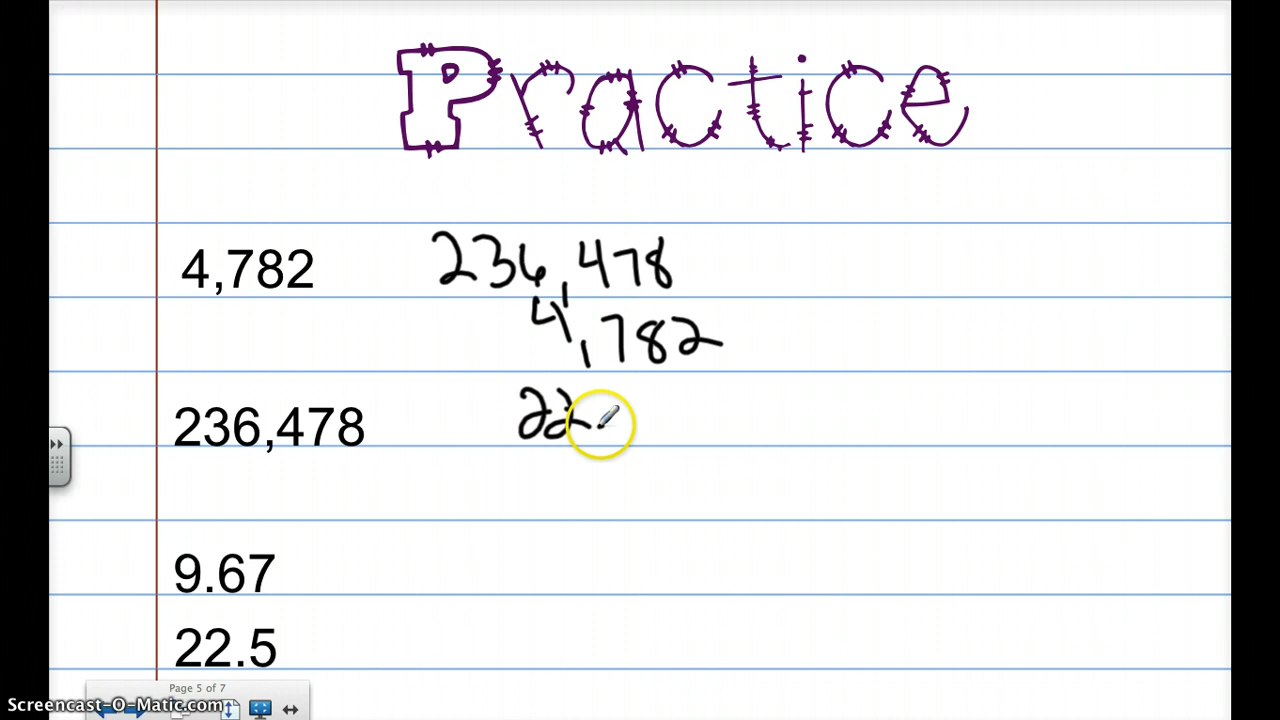 Practice
4,782
236,478
4,782
22.
236,478
9.67
22.5
Page 5 of 7
Screencast-O-Matic.com